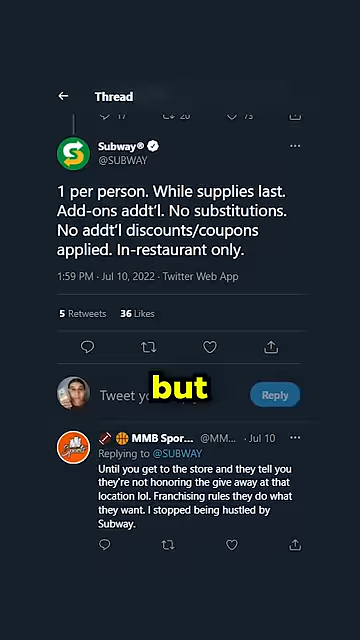 Thread
17 20 73
Subway®
@SUBWAY
1 per person. While supplies last.
Add-ons addt'l. No substitutions.
No addt'l discounts/coupons
applied. In-restaurant only.
1:59 PM · Jul 10, 2022 · Twitter Web App
5 Retweets 36 Likes
but
Tweet yo
Reply
MMB Spor... @MM... · Jul 10
Replying to @SUBWAY
Until you get to the store and they tell you
they're not honoring the give away at that
location lol. Franchising rules they do what
they want. I stopped being hustled by
Subway.